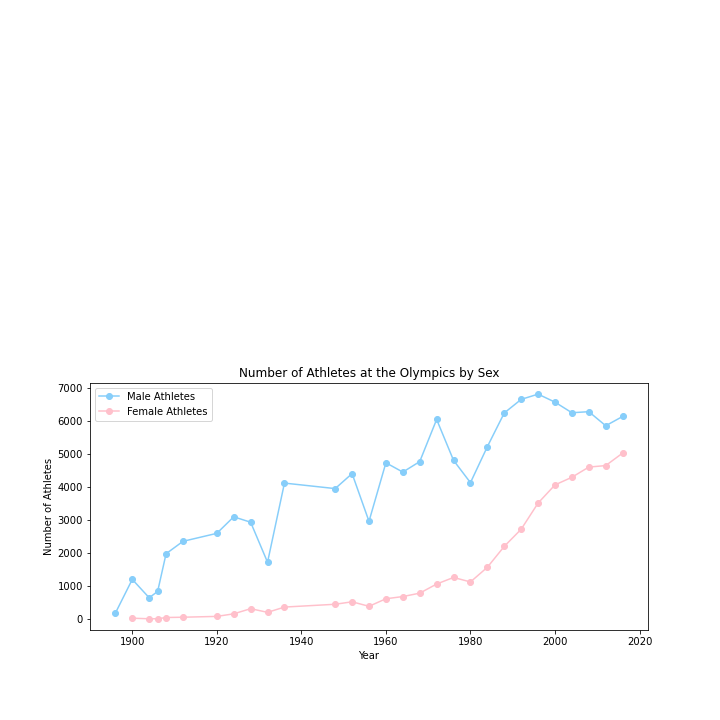 Number of Athletes at the Olympics by Sex
Male Athletes
Female Athletes
Number of Athletes
7000
6000
5000
4000
3000
2000
1000
0
1900 1920 1940 1960 1980 2000 2020
Year